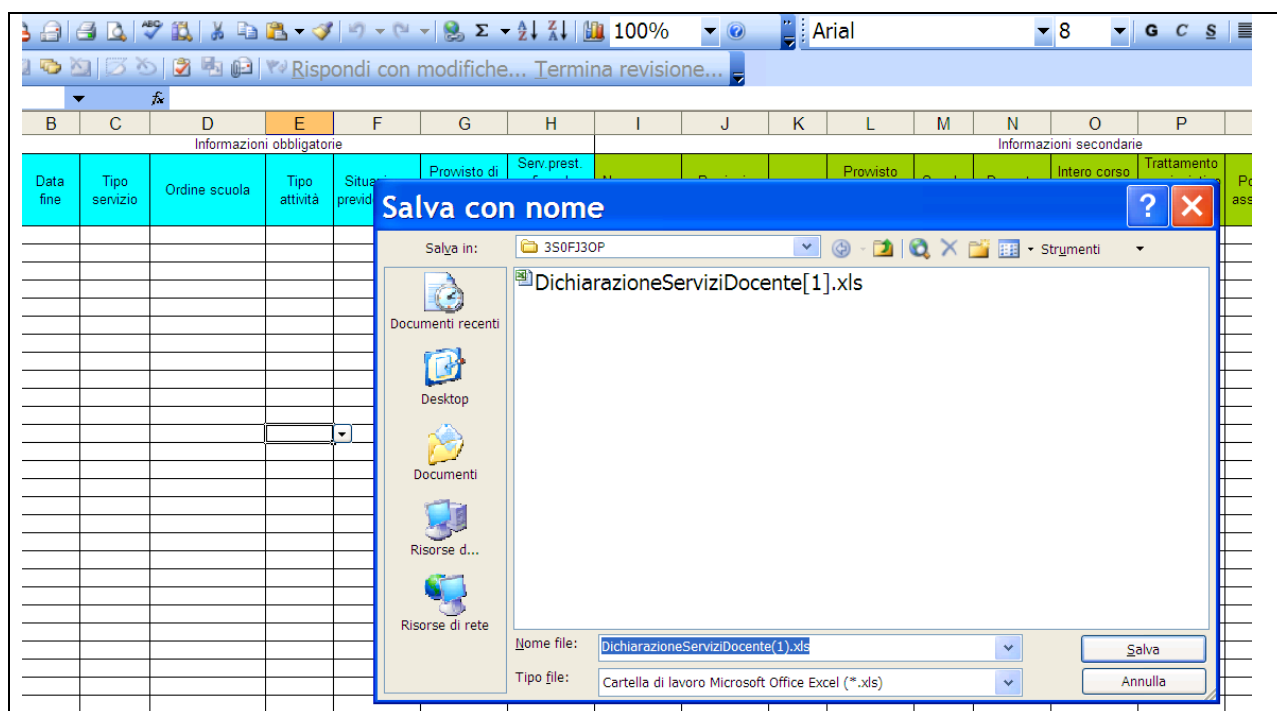 100% Arial 8 G C S
Rispondi con modifiche... Termina revisione...
fx
B C D E F G H I J K L M N O P
Informazioni obbligatorie Informazioni secondarie
Data fine
Tipo servizio
Ordine scuola
Tipo attività
Provvisto di
Serv.prest.
Provvisto
Intero corso
Trattamento
Salva con nome
Salva in: 3S0FJ3OP Strumenti
DichiarazioneServiziDocente[1].xls
Documenti recenti
Desktop
Documenti
Risorse d...
Risorse di rete
Nome file: DichiarazioneServiziDocente(1).xls Salva
Tipo file: Cartella di lavoro Microsoft Office Excel (*.xls) Annulla